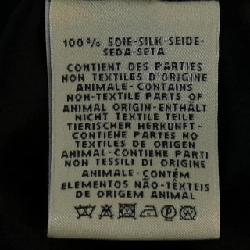 100% SOIE-SILK-SEIDE-
SEDA-SETA
CONTIENT DES PARTIES
NON TEXTILES D'ORIGINE
ANIMALE-CONTAINS
NON-TEXTILE PARTS OF
ANIMAL ORIGIN-ENTHÄLT
NICHT TEXTILE TEILE
TIERISCHER HERKUNFT-
CONTIENE PARTES NO
TEXTILES DE ORIGEN
ANIMAL-CONTIENE PARTI
NON TESSILI DI ORIGINE
ANIMALE-CONTÉM
ELEMENTOS NÃO-TÊXTEIS
DE ORIGEM ANIMAL